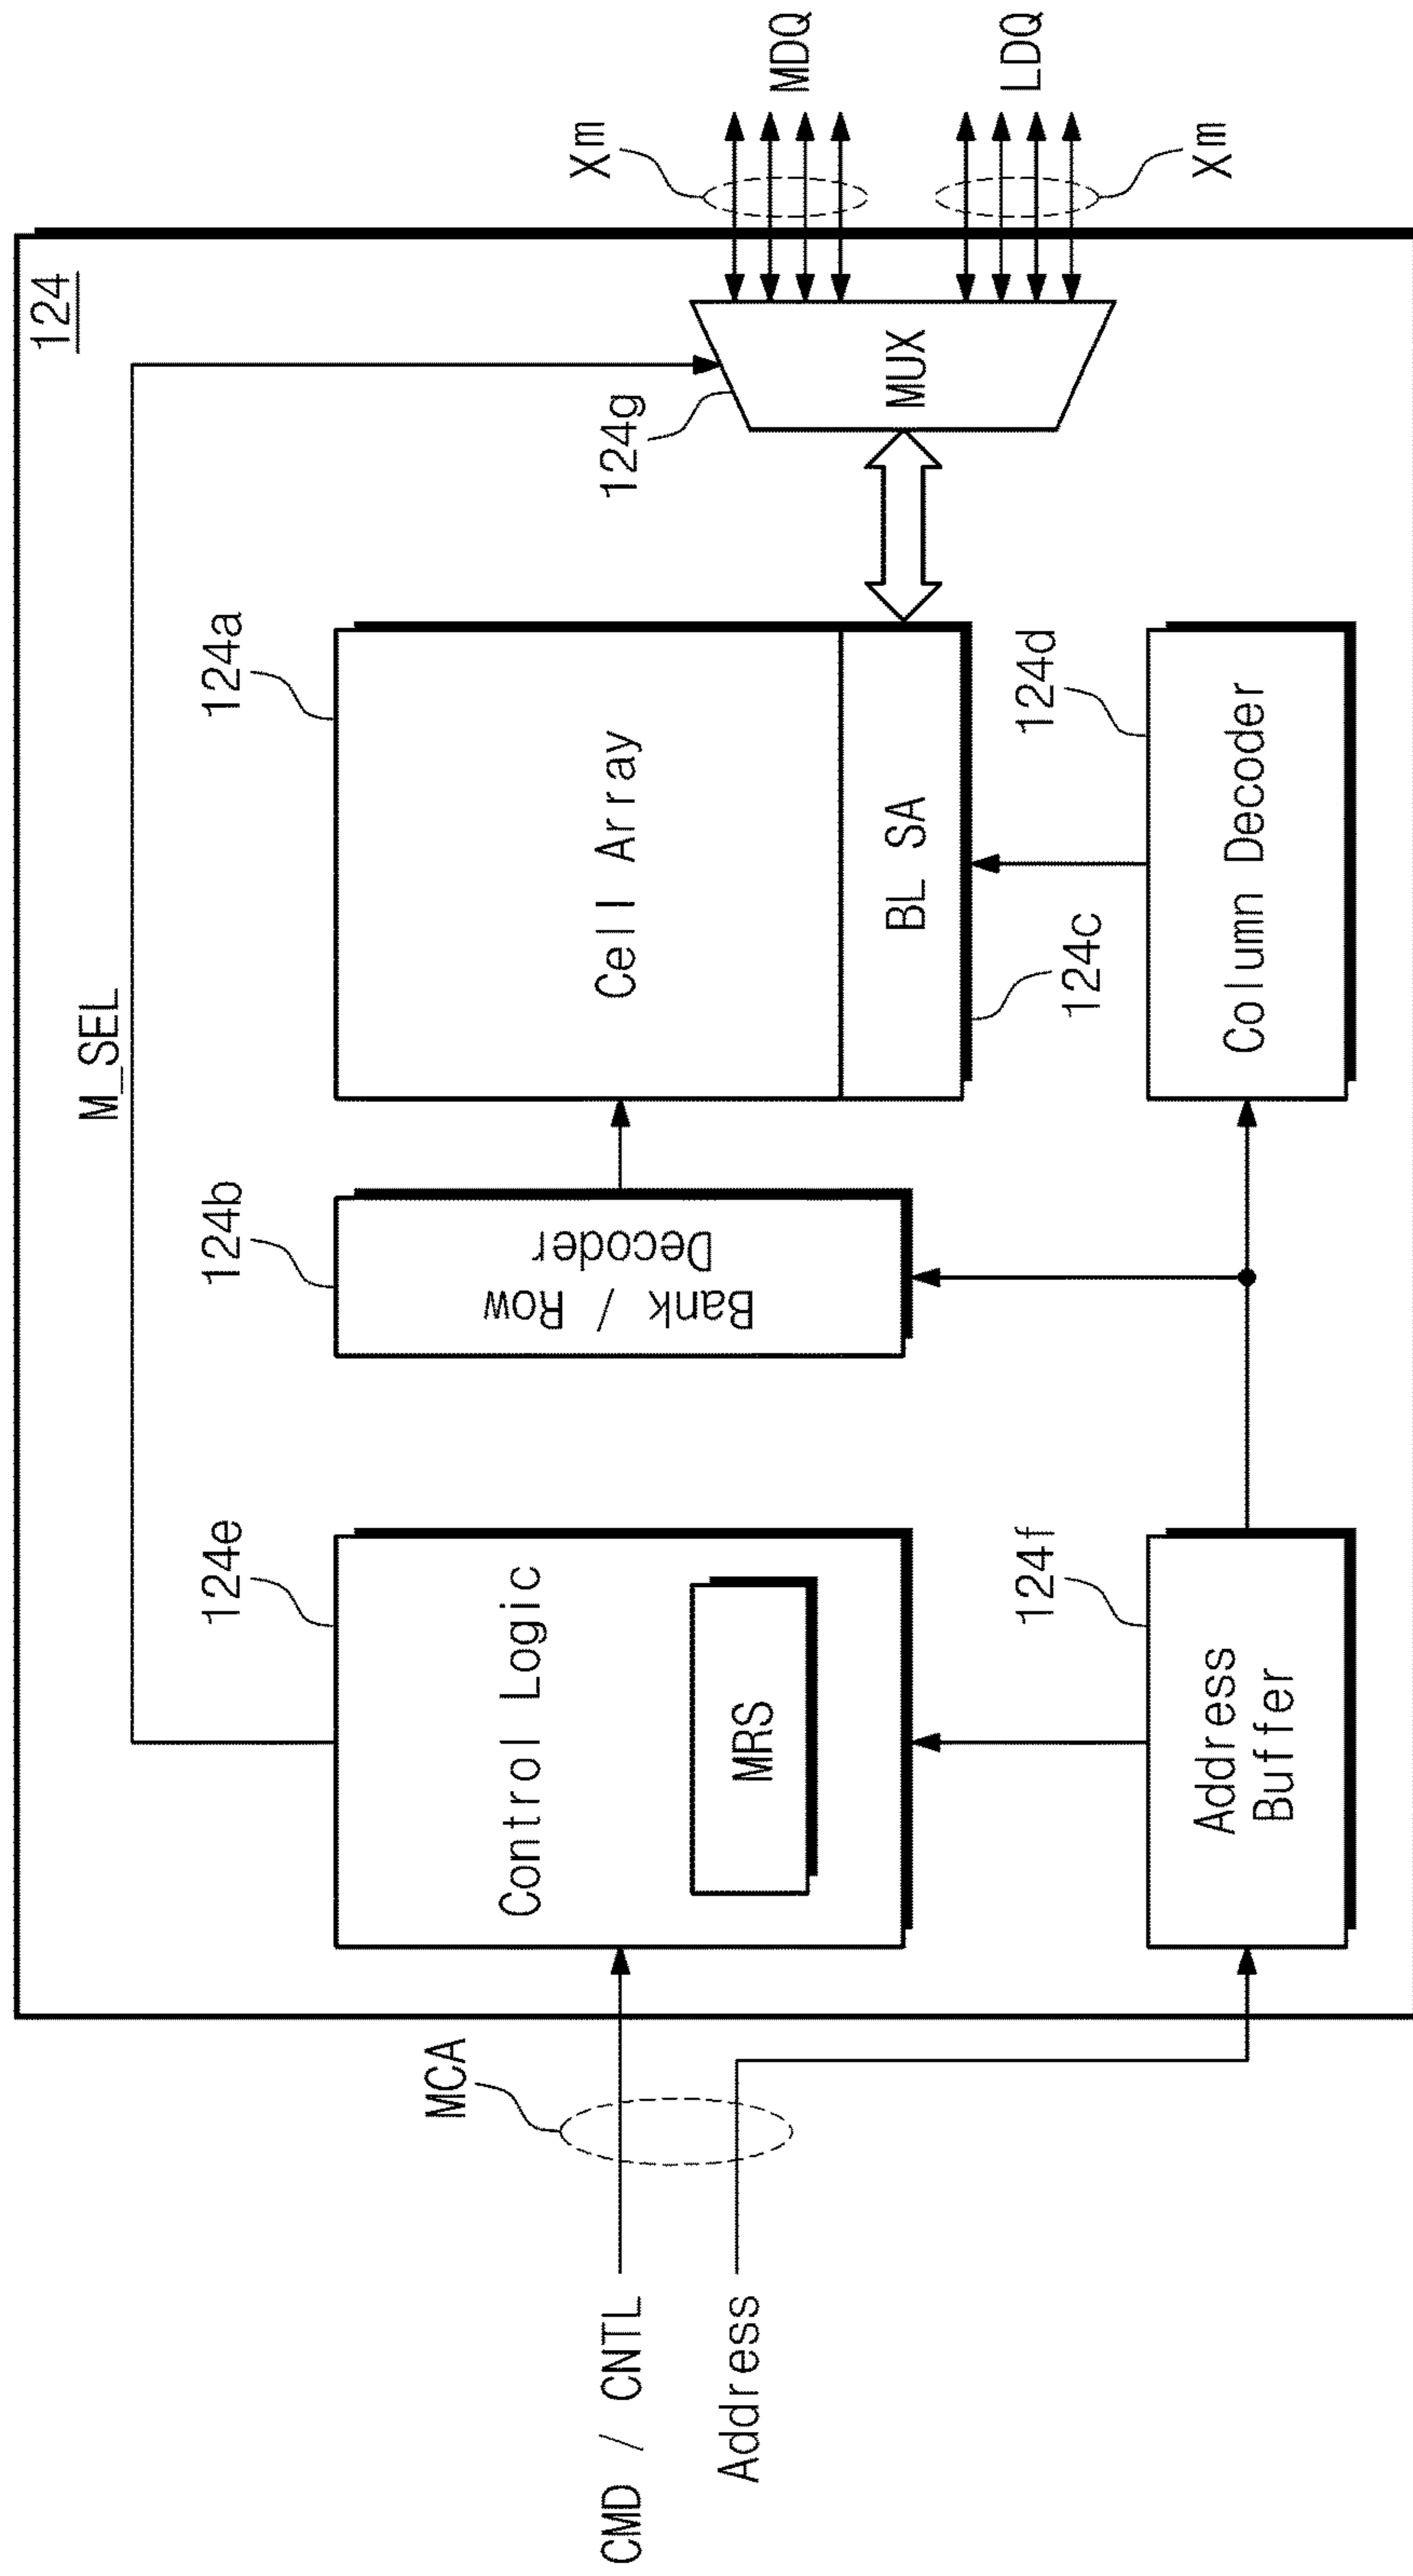 124
M_SEL
124e
124b
124a
124g
Control Logic
MRS
Bank / Row
Decoder
Cell Array
BL SA
124c
MUX
Xm
MDQ
LDQ
Xm
MCA
CMD / CNTL
Address
124f
Address
Buffer
124d
Column Decoder